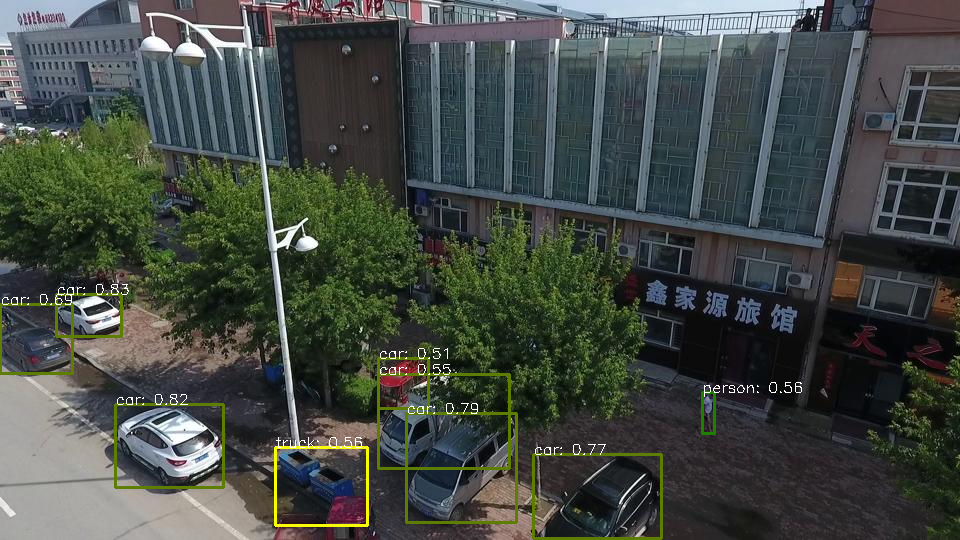 car: 0.83
car: 0.69
car: 0.51
car: 0.55
person: 0.56
car: 0.82
car: 0.79
truck: 0.56
car: 0.77
鑫家源旅馆
天之